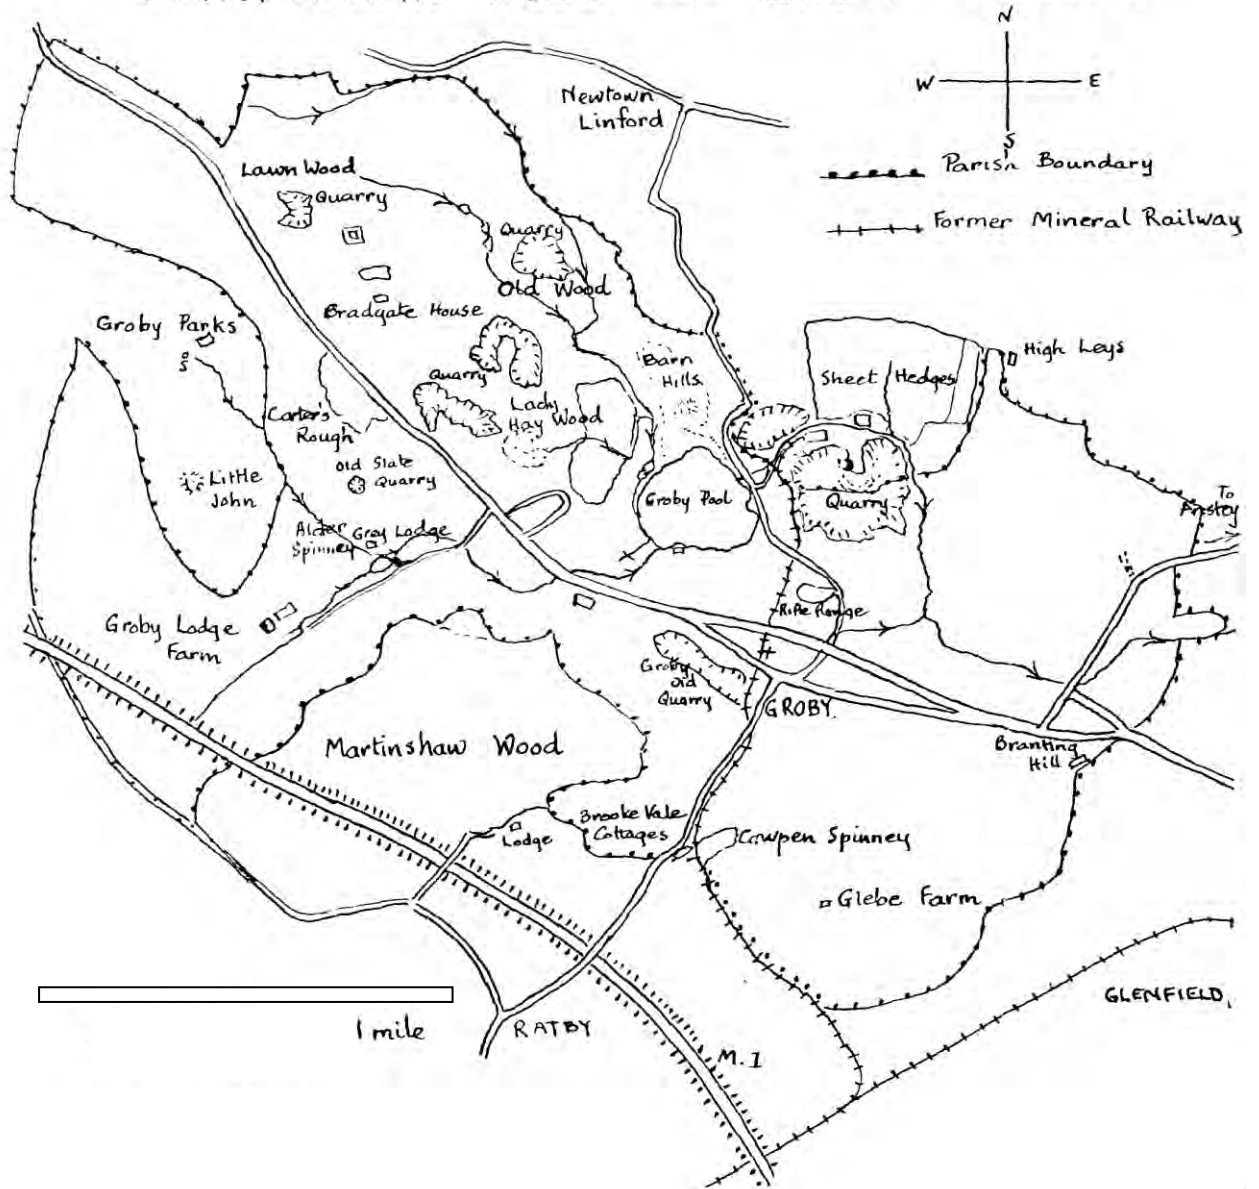 N
W
E
S
Newtown
Linford
Parish Boundary
Former Mineral Railway
Lawn Wood
Quarry
Quarry
Old Wood
Bradgate House
Groby Parks
Barn
Hills
High Leys
Sheet Hedges
Quarry
Lady
Hay Wood
Carter's
Rough
Old Slate
Quarry
Little
John
Groby Pool
Quarry
To
Anstey
Alder
Spinney
Groby Lodge
Farm
Rifle Range
Groby
Old
Quarry
GROBY
Martinshaw Wood
Branting
Hill
Brooke Vale
Cottages
Lodge
Cowpen Spinney
Glebe Farm
GLENFIELD
1 mile
RATBY
M.1